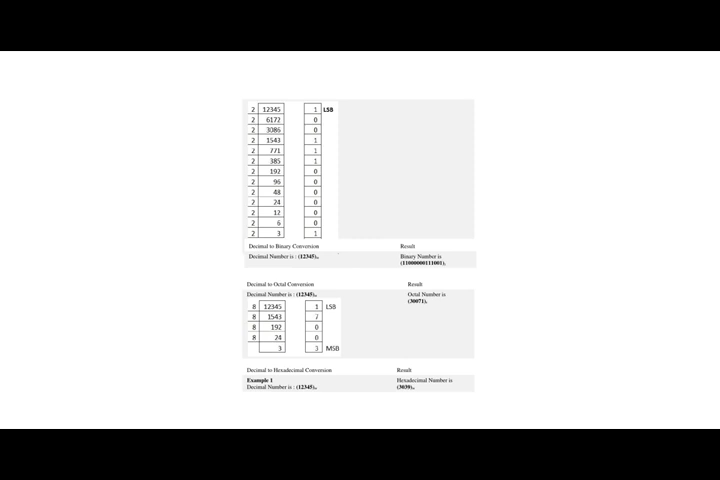 2 12345 1 LSB
2 6172 0
2 3086 0
2 1543 1
2 771 1
2 385 1
2 192 0
2 96 0
2 48 0
2 24 0
2 12 0
2 6 0
2 3 1
Decimal to Binary Conversion Result
Decimal Number is : (12345)₁₀ Binary Number is
(11000000111001)₂
Decimal to Octal Conversion Result
Decimal Number is : (12345)₁₀ Octal Number is
(30071)₈
8 12345 1 LSB
8 1543 7
8 192 0
8 24 0
3 3 MSB
Decimal to Hexadecimal Conversion Result
Example 1 Hexadecimal Number is
Decimal Number is : (12345)₁₀ (3039)₁₆